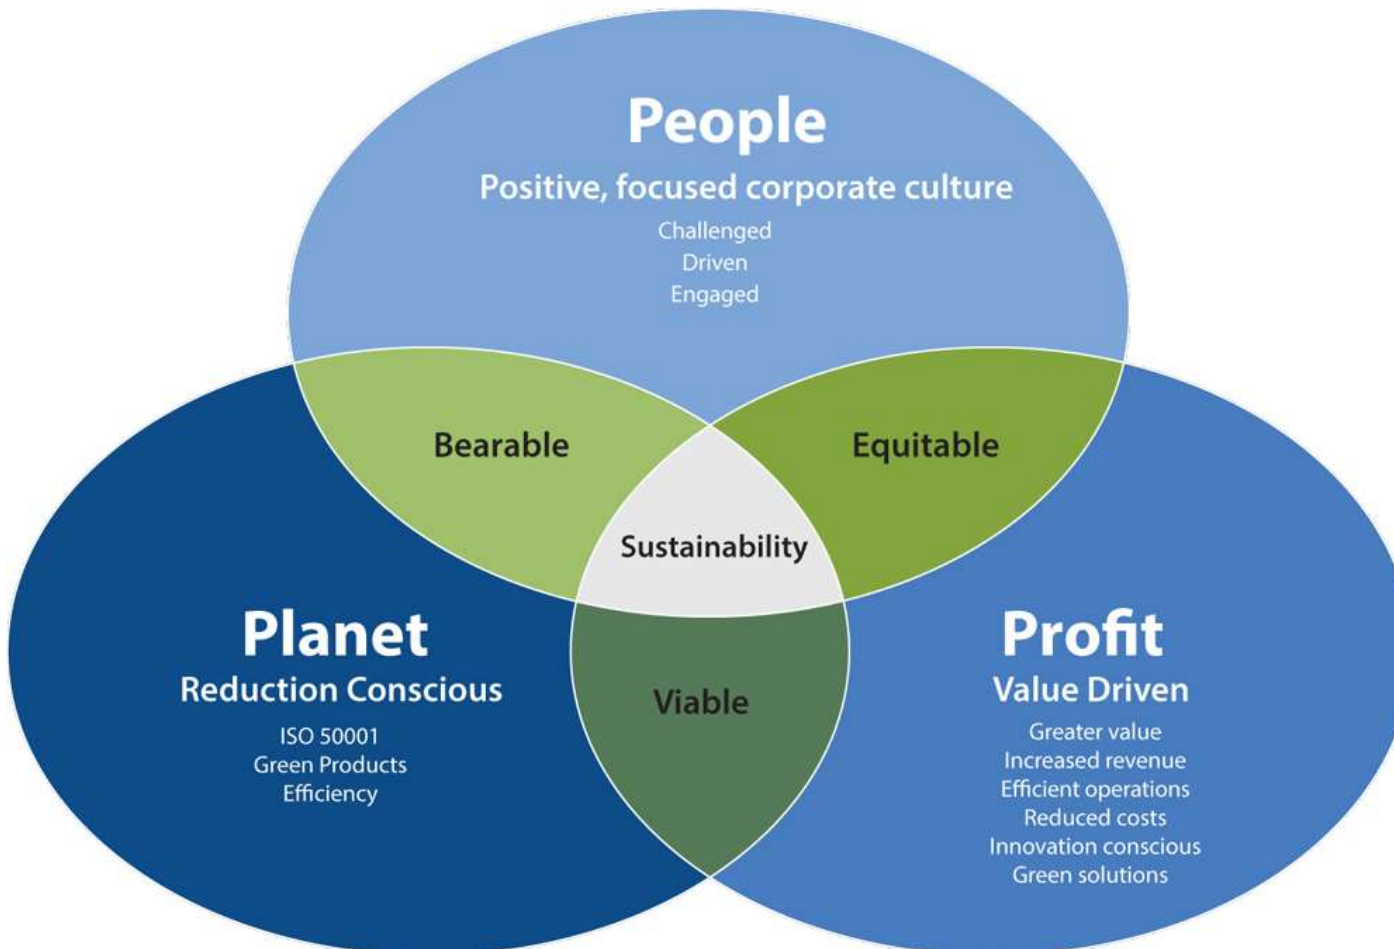 People
Positive, focused corporate culture
Challenged
Driven
Engaged
Bearable
Equitable
Sustainability
Planet
Reduction Conscious
ISO 50001
Green Products
Efficiency
Viable
Profit
Value Driven
Greater value
Increased revenue
Efficient operations
Reduced costs
Innovation conscious
Green solutions